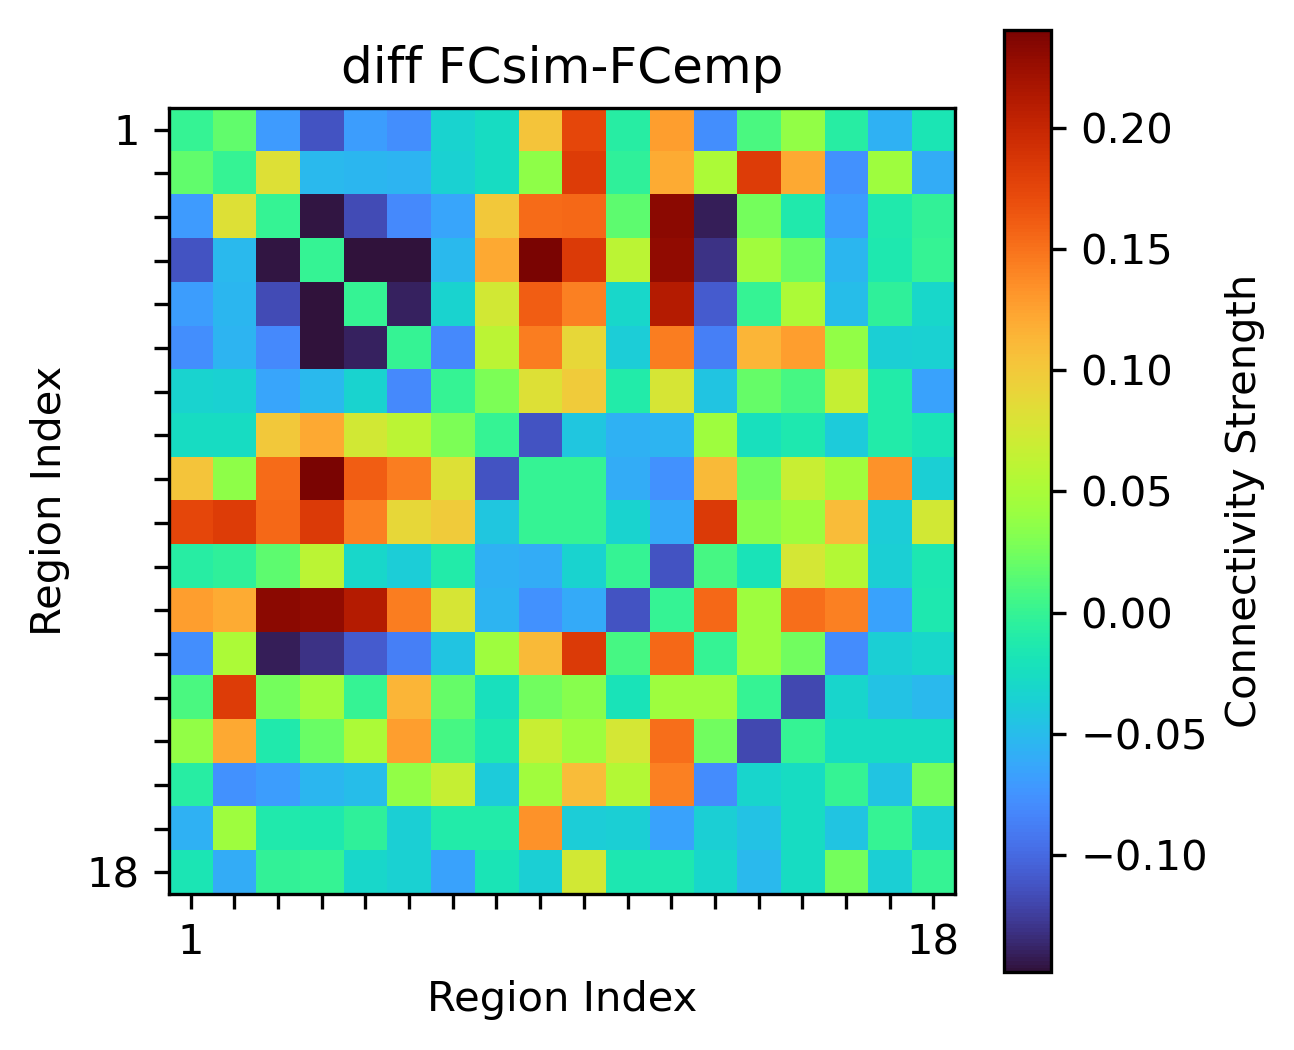 diff FCsim-FCemp
1
18
Region Index
1
18
Region Index
0.20
0.15
0.10
0.05
0.00
−0.05
−0.10
Connectivity Strength